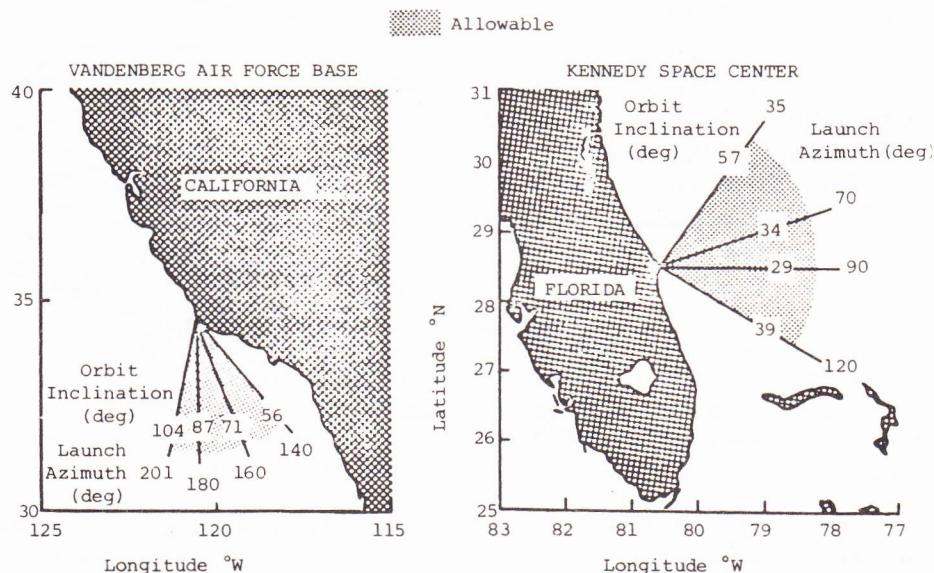 Allowable
VANDENBERG AIR FORCE BASE
40
35
30
125
120
115
CALIFORNIA
Orbit
Inclination
(deg)
104 87 71 56
Launch
Azimuth
(deg)
201 180 160 140
Longitude °W
KENNEDY SPACE CENTER
Latitude °N
31
30
29
28
27
26
25
83 82 81 80 79 78 77
FLORIDA
Orbit
Inclination
(deg)
57
34
29
39
Launch
Azimuth (deg)
35
70
90
120
Longitude °W